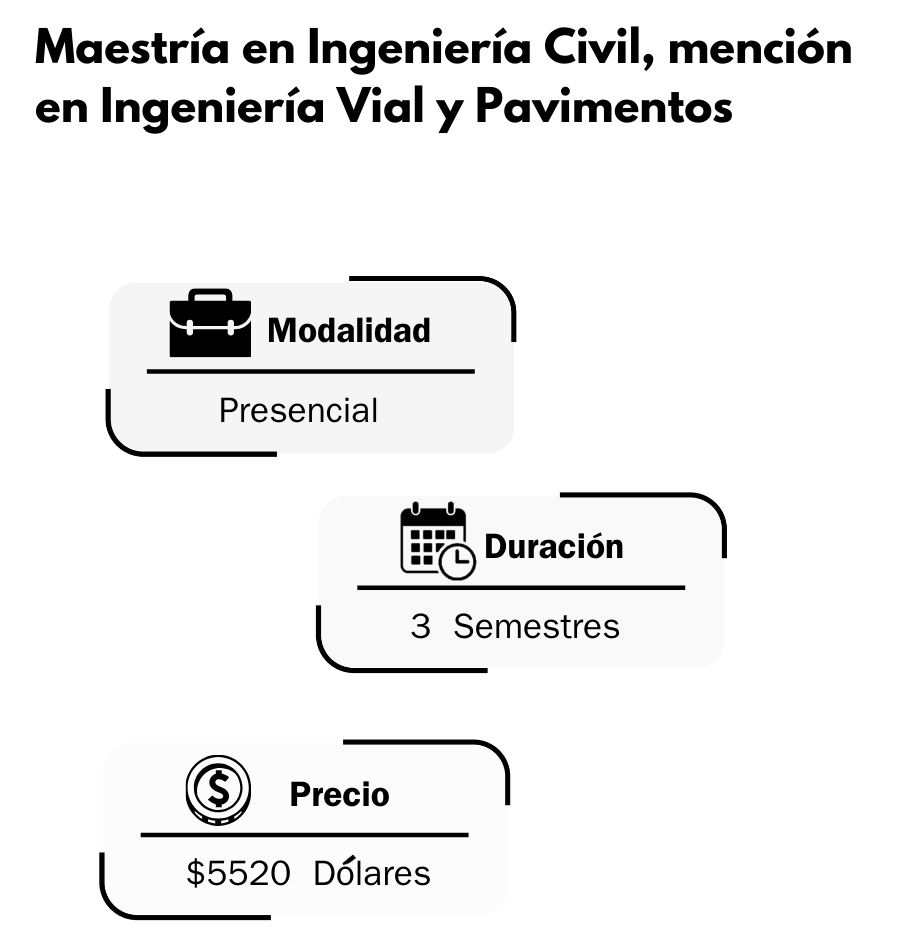 Maestría en Ingeniería Civil, mención
en Ingeniería Vial y Pavimentos
Modalidad
Presencial
Duración
3 Semestres
$
Precio
$5520 Dólares